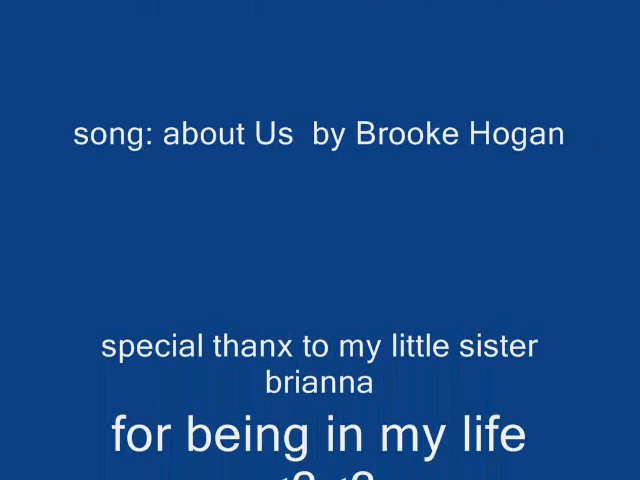 song: about Us  by Brooke Hogan
special thanx to my little sister
brianna
for being in my life